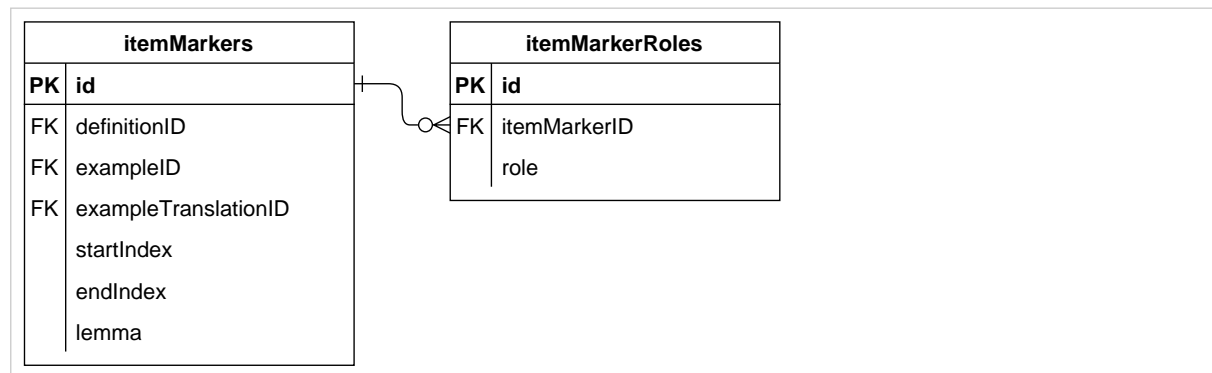 itemMarkers
PK id
FK definitionID
FK exampleID
FK exampleTranslationID
startIndex
endIndex
lemma
itemMarkerRoles
PK id
FK itemMarkerID
role